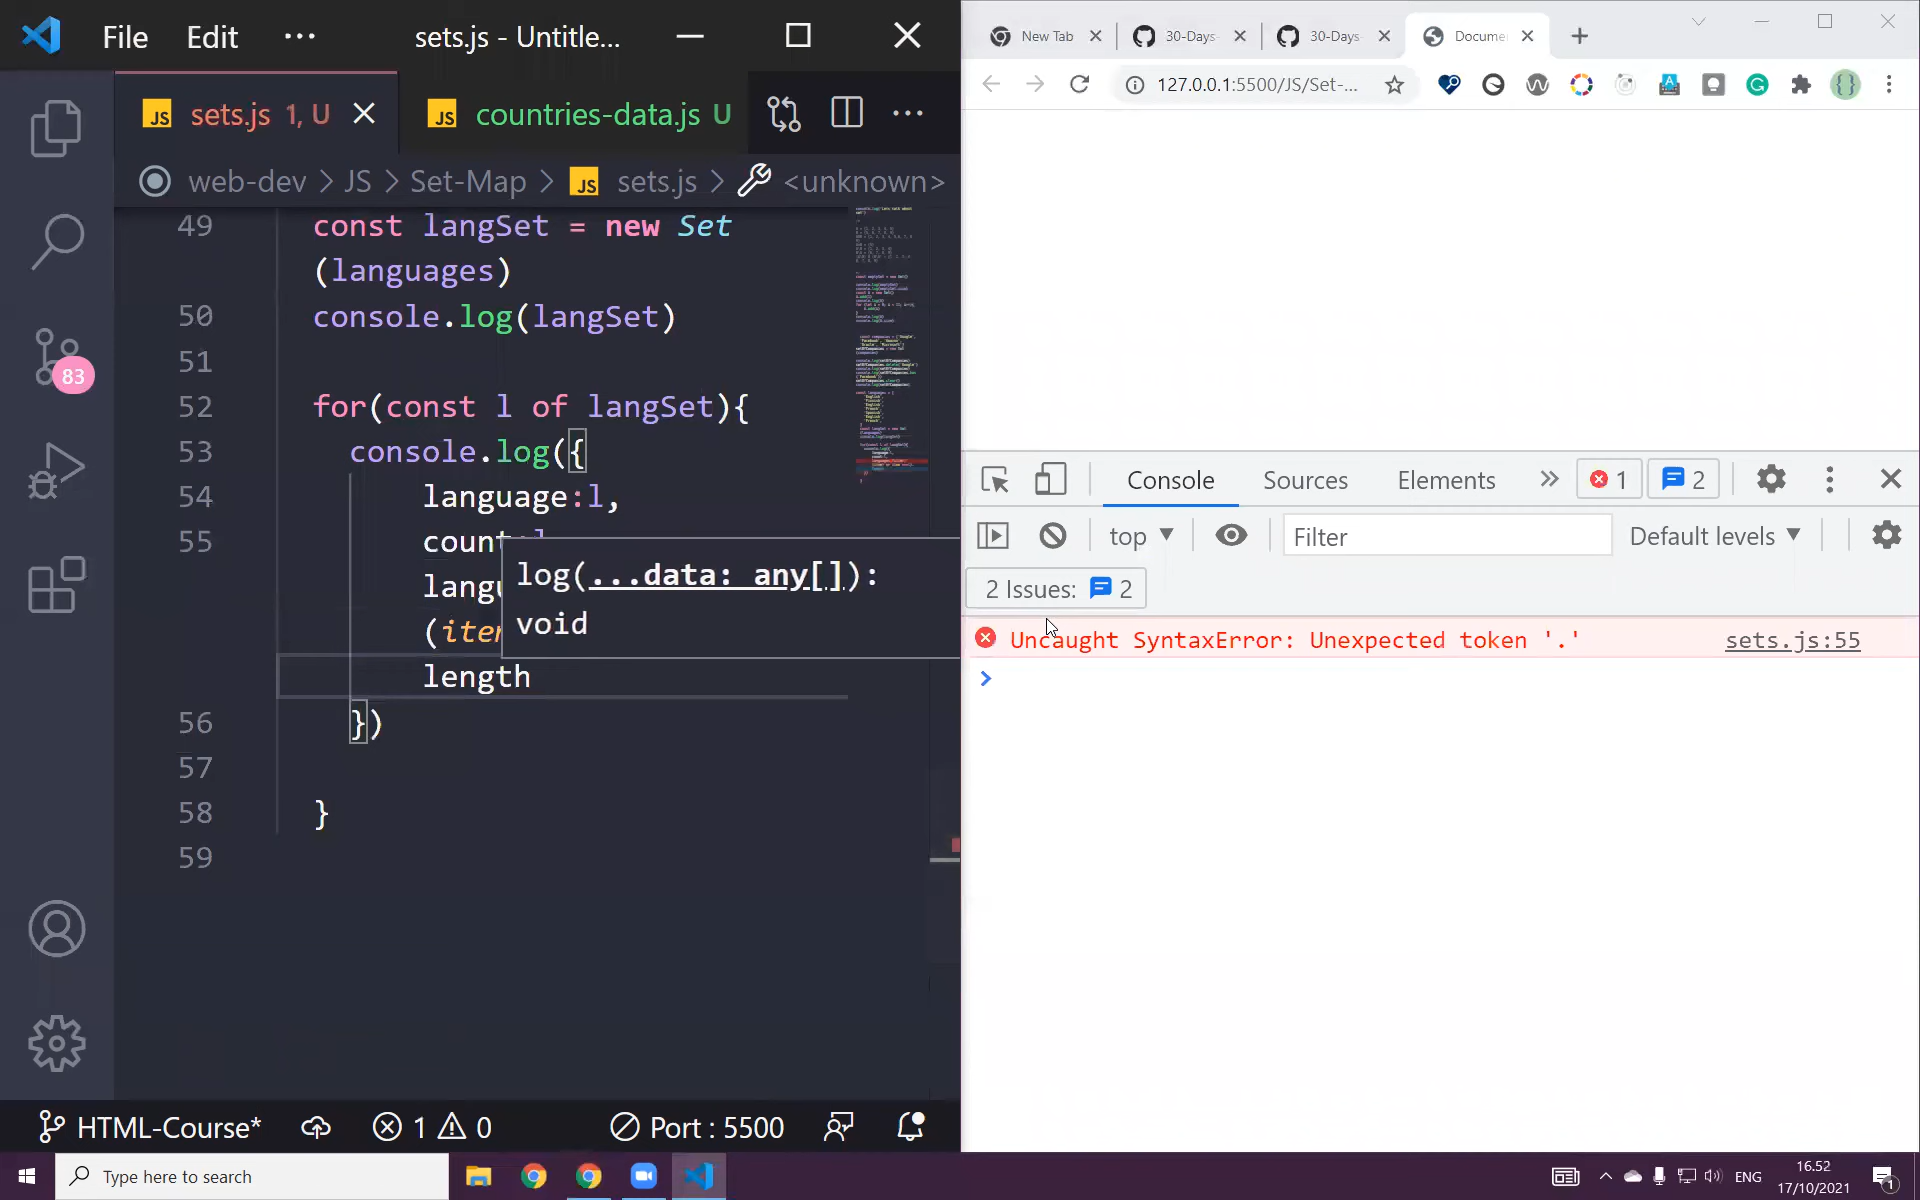 File Edit ··· sets.js - Untitle...
sets.js 1, U countries-data.js U ···
web-dev > JS > Set-Map > JS sets.js > <unknown>
49 const langSet = new Set
(languages)
50 console.log(langSet)
51
52 for(const l of langSet){
53 console.log({
54 language:l,
55
log(...data: any[]):
void
length
56 })
57
58 }
59
83
HTML-Course* 1 0 Port : 5500
New Tab 30-Days- 30-Days- Docume
127.0.0.1:5500/JS/Set-...
Console Sources Elements » 1 2
top ▼ Filter Default levels ▼
2 Issues: 2
Uncaught SyntaxError: Unexpected token '.' sets.js:55
>
Type here to search
ENG 16.52
17/10/2021
1